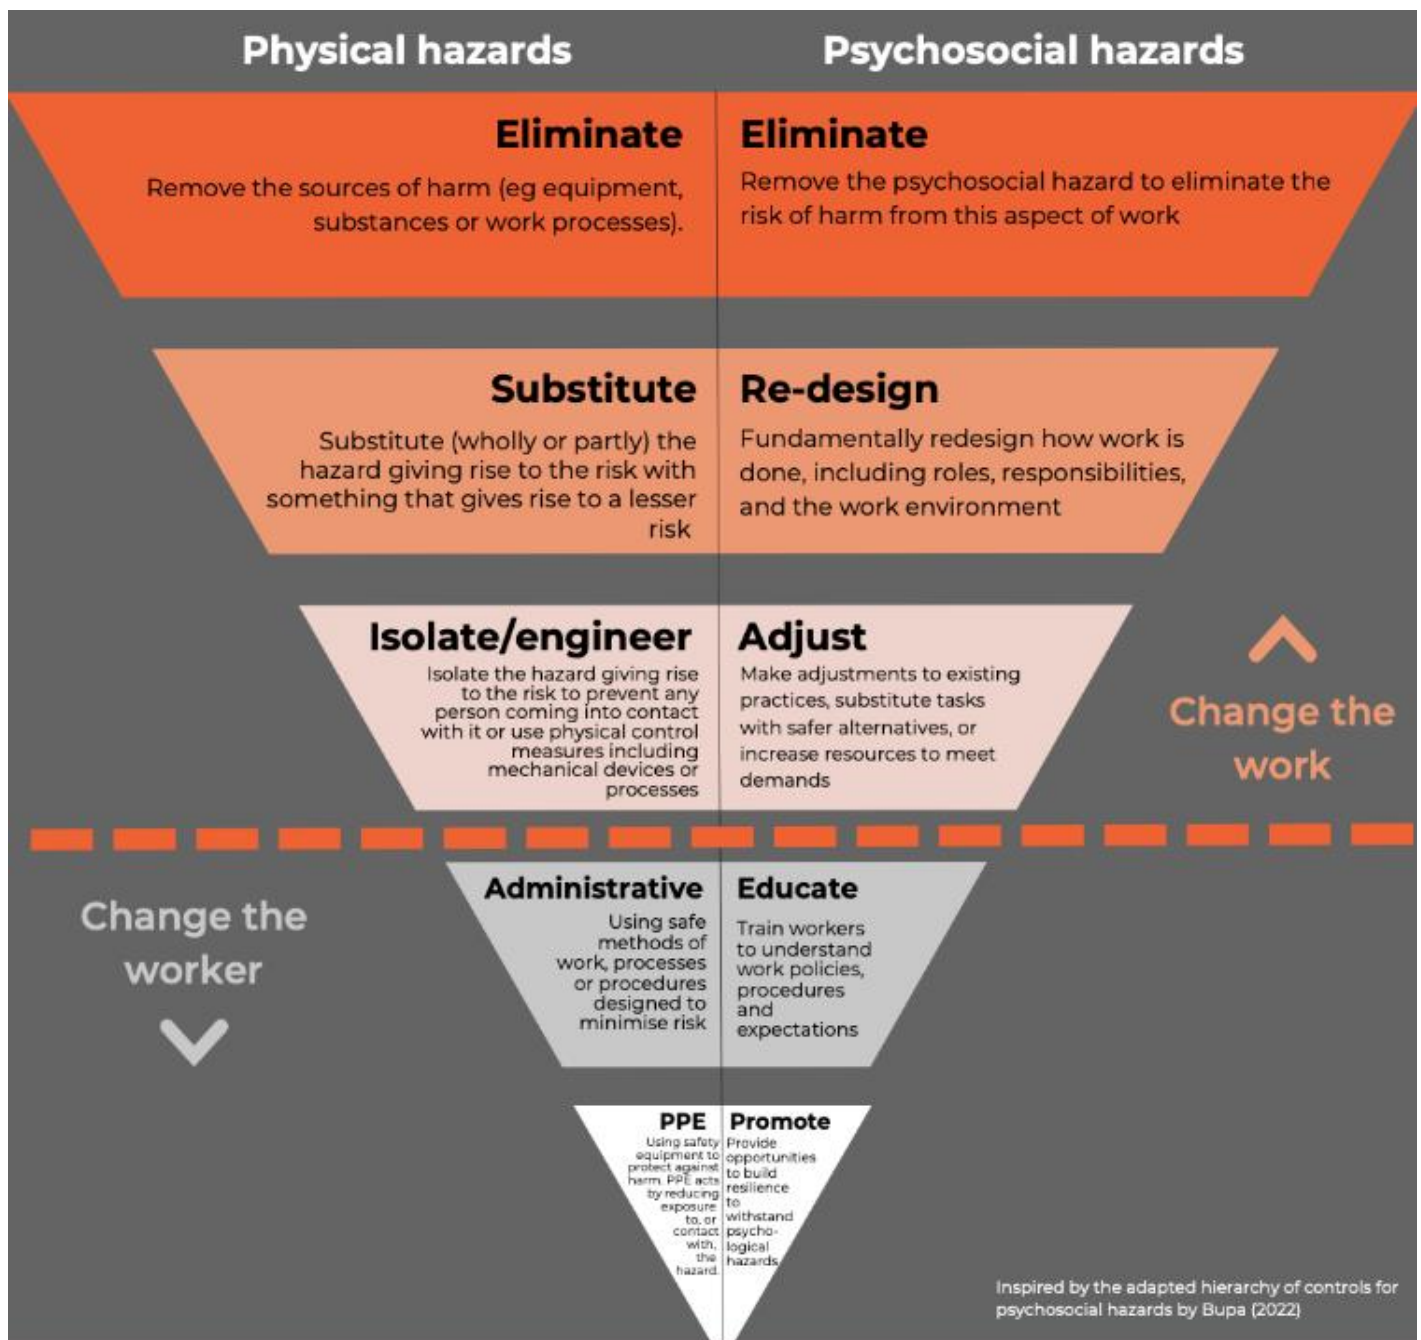 Physical hazards
Psychosocial hazards
Eliminate
Remove the sources of harm (eg equipment,
substances or work processes).
Eliminate
Remove the psychosocial hazard to eliminate the
risk of harm from this aspect of work
Substitute
Substitute (wholly or partly) the
hazard giving rise to the risk with
something that gives rise to a lesser
risk
Re-design
Fundamentally redesign how work is
done, including roles, responsibilities,
and the work environment
Isolate/engineer
Isolate the hazard giving rise
to the risk to prevent any
person coming into contact
with it or use physical control
measures including
mechanical devices or
processes
Adjust
Make adjustments to existing
practices, substitute tasks
with safer alternatives, or
increase resources to meet
demands
Change the
work
Change the
worker
Administrative
Using safe
methods of
work, processes
or procedures
designed to
minimise risk
Educate
Train workers
to understand
work policies,
procedures
and
expectations
PPE
Using safety
equipment to
protect against
harm. PPE acts
by reducing
exposure
to, or
contact
with,
the
hazard.
Promote
Provide
opportunities
to build
resilience
to
withstand
psycho-
logical
hazards
Inspired by the adapted hierarchy of controls for
psychosocial hazards by Bupa (2022)